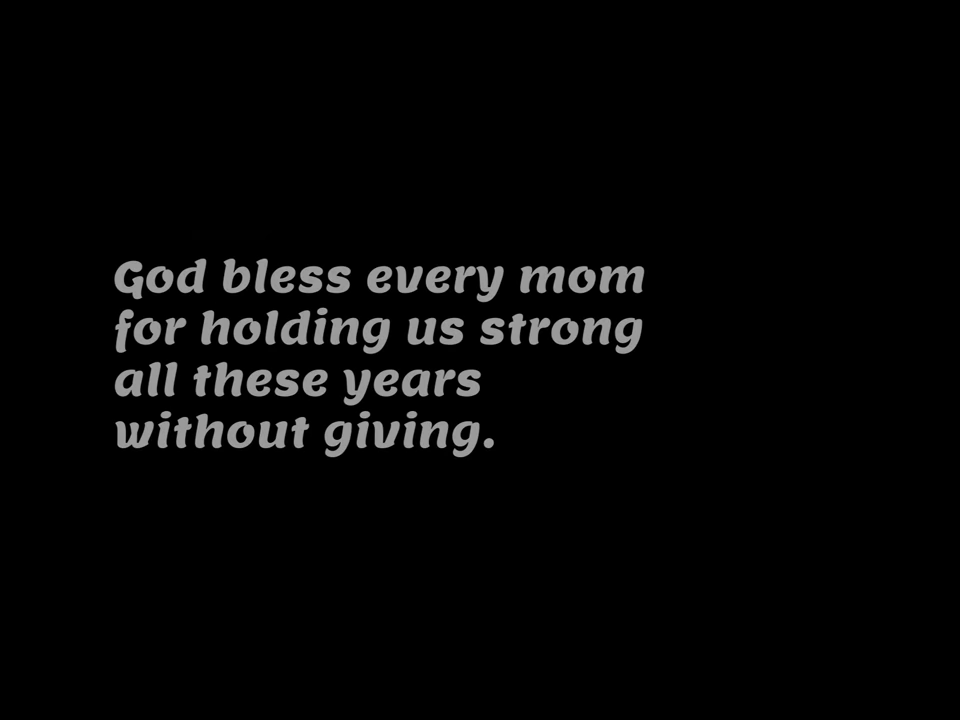 God bless every mom
for holding us strong
all these years
without giving.